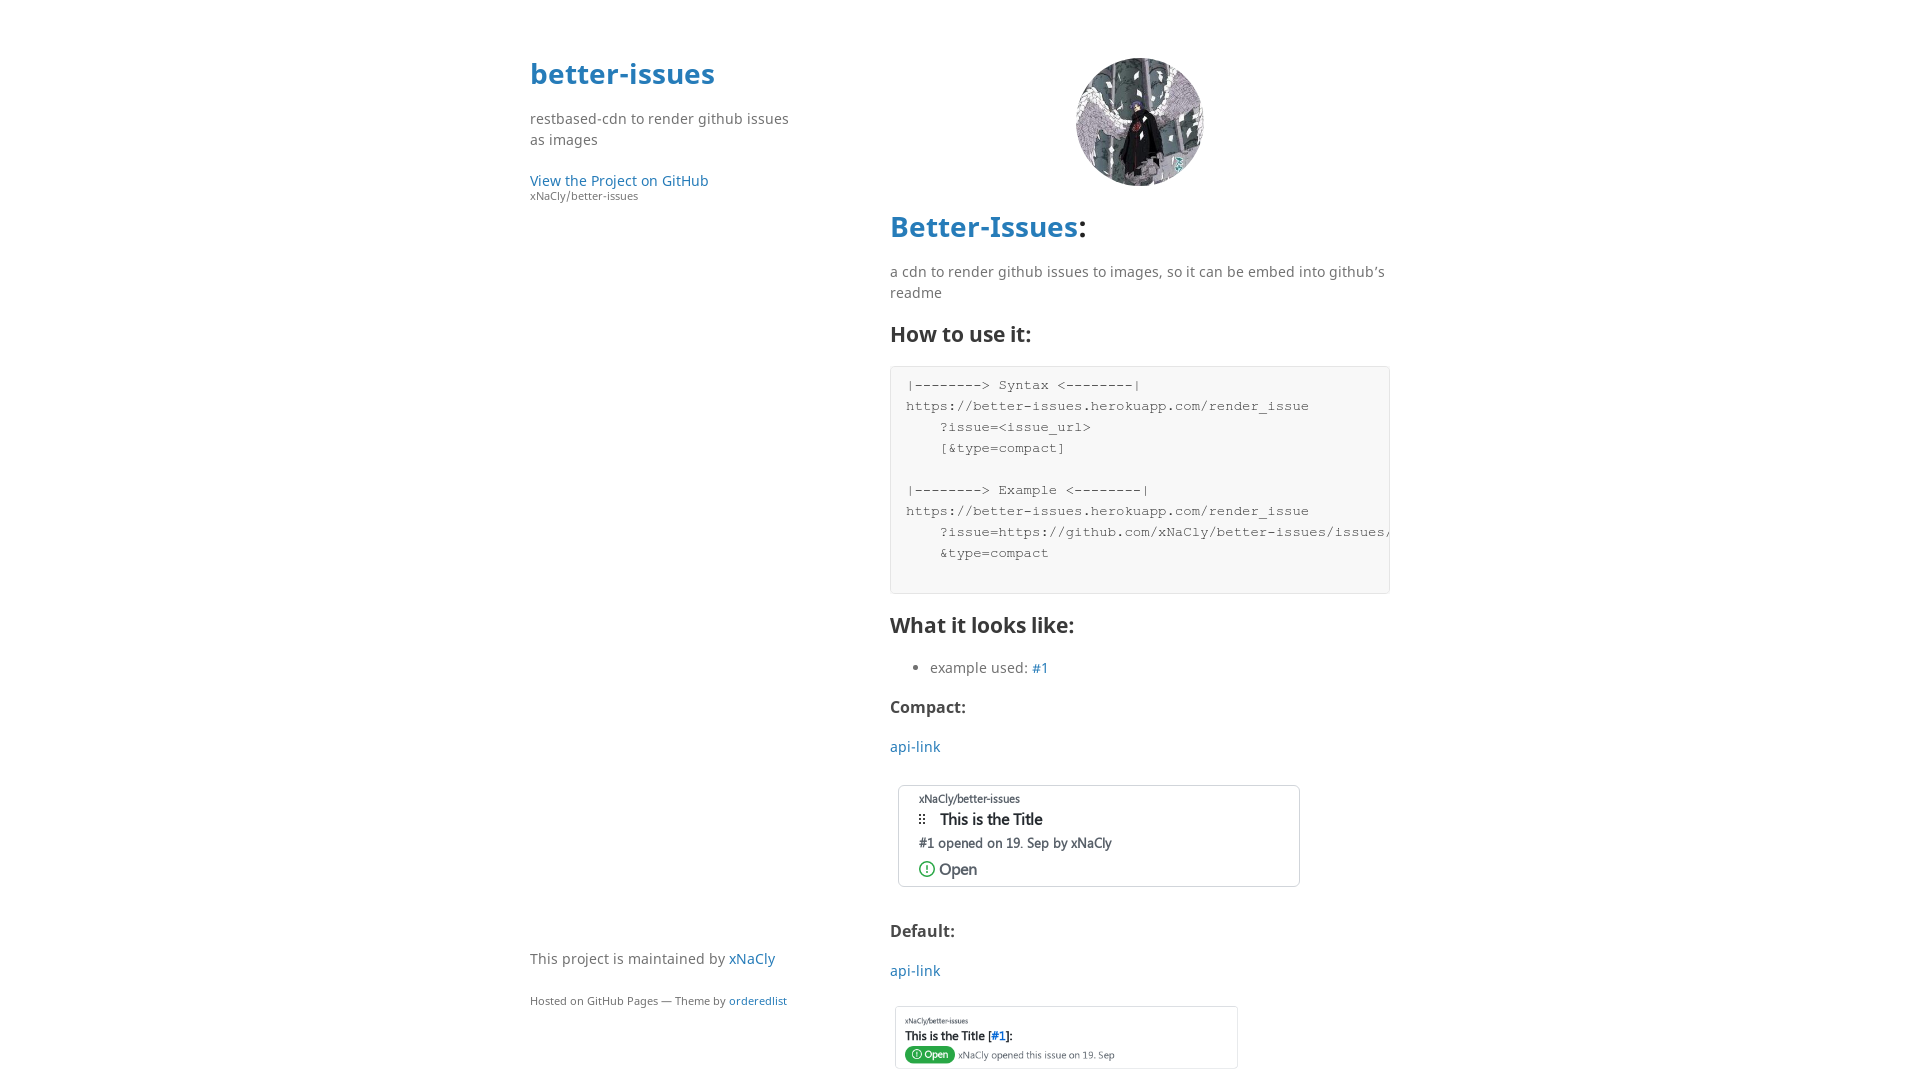 better-issues
restbased-cdn to render github issues
as images
View the Project on GitHub
xNaCly/better-issues
This project is maintained by xNaCly
Hosted on GitHub Pages — Theme by orderedlist
Better-Issues:
a cdn to render github issues to images, so it can be embed into github’s
readme
How to use it:
|--------> Syntax <--------|
https://better-issues.herokuapp.com/render_issue
    ?issue=<issue_url>
    [&type=compact]
|--------> Example <--------|
https://better-issues.herokuapp.com/render_issue
    ?issue=https://github.com/xNaCly/better-issues/issues/
    &type=compact
What it looks like:
• example used: #1
Compact:
api-link
xNaCly/better-issues
This is the Title
#1 opened on 19. Sep by xNaCly
Open
Default:
api-link
xNaCly/better-issues
This is the Title [#1]:
Open xNaCly opened this issue on 19. Sep